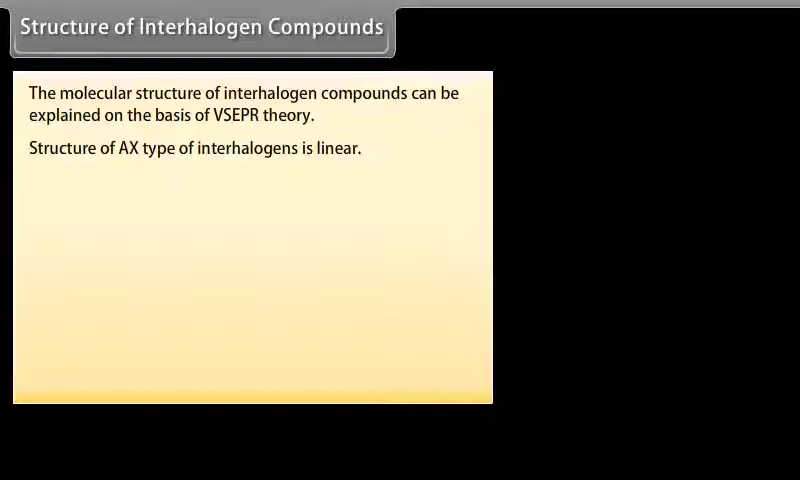 Structure of Interhalogen Compounds
The molecular structure of interhalogen compounds can be
explained on the basis of VSEPR theory.
Structure of AX type of interhalogens is linear.